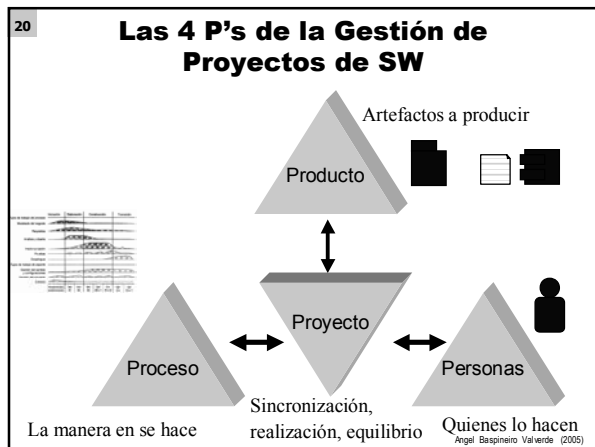 20
Las 4 P's de la Gestión de
Proyectos de SW
Artefactos a producir
Producto
Proyecto
Proceso
Personas
Sincronización,
realización, equilibrio
La manera en se hace
Quienes lo hacen
Angel Baspineiro Valverde (2005)